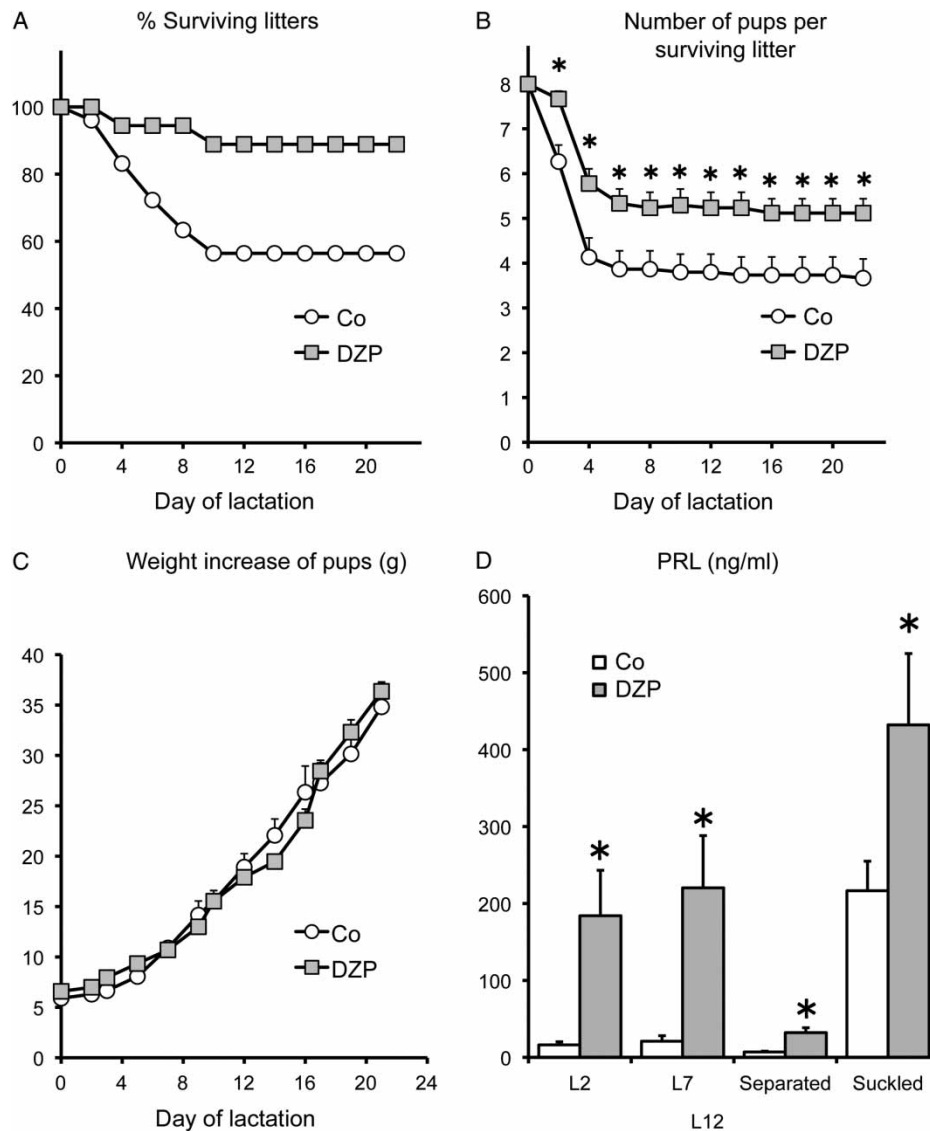 A
% Surviving litters
100
80
60
40
20
0
Co
DZP
0 4 8 12 16 20
Day of lactation
B
Number of pups per
surviving litter
8
7
6
5
4
3
2
1
0
* * * * * * * * * * *
Co
DZP
0 4 8 12 16 20
Day of lactation
C
Weight increase of pups (g)
40
35
30
25
20
15
10
5
0
Co
DZP
0 4 8 12 16 20 24
Day of lactation
D
PRL (ng/ml)
600
500
400
300
200
100
0
Co
DZP
* * * *
L2 L7 Separated Suckled
L12